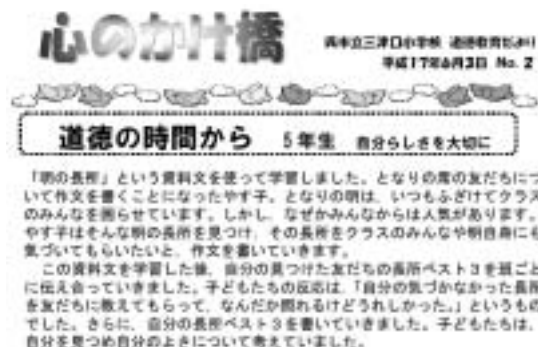 心のかけ橋
呉市立三津口小学校 道徳教育だより
平成17年6月3日 No. 2
道徳の時間から 5年生 自分らしさを大切に
「明の長所」という資料文を使って学習しました。となりの席の友だちにつ
いて作文を書くことになったやす子。となりの明は、いつもふざけてクラス
のみんなを困らせています。しかし、なぜかみんなからは人気があります。
やす子はそんな明の長所を見つけ、その長所をクラスのみんなや明自身にも
気づいてもらいたいと、作文を書いていきます。
この資料文を学習した後、自分の見つけた友だちの長所ベスト3を班ごと
に伝え合っていきました。子どもたちの反応は、「自分の気づかなかった長所
を友だちに教えてもらって、なんだか照れるけどうれしかった。」というもの
でした。さらに、自分の長所ベスト3を書いていきました。子どもたちは、
自分を見つめ自分のよさについて考えていました。